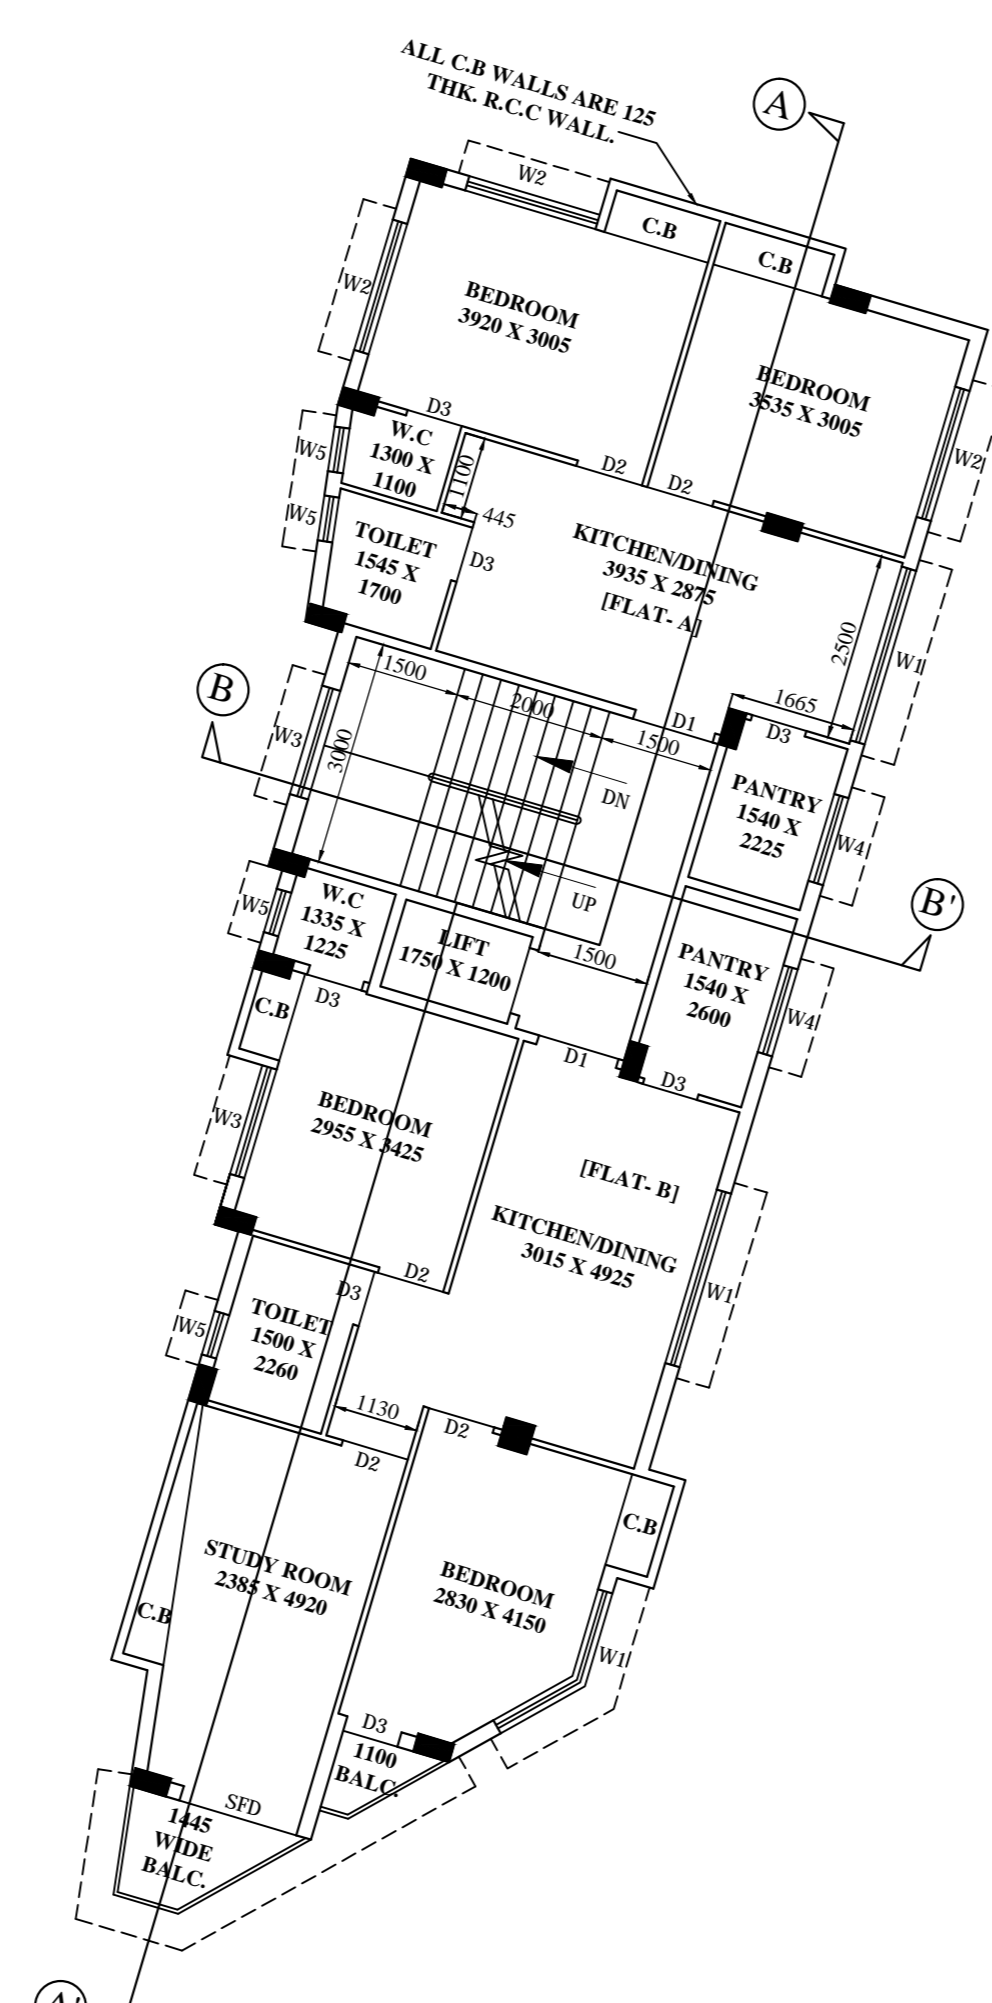 ALL C.B WALLS ARE 125
THK. R.C.C WALL.
A
W2
C.B
C.B
W2
BEDROOM
3920 X 3005
BEDROOM
3535 X 3005
W2
D3
W.C
1300 X
1100
W5
1100
D2
D2
W5
445
TOILET
1545 X
1700
D3
KITCHEN/DINING
3935 X 2875
[FLAT- A]
2500
W1
B
1500
2000
1500
D1
1665
D3
W3
3000
DN
PANTRY
1540 X
2225
W4
UP
B'
W5
W.C
1335 X
1225
LIFT
1750 X 1200
1500
PANTRY
1540 X
2600
W4
C.B
D3
D1
D3
W3
BEDROOM
2955 X 3425
[FLAT- B]
KITCHEN/DINING
3015 X 4925
W1
D2
D3
W5
TOILET
1500 X
2260
1130
D2
D2
C.B
STUDY ROOM
2385 X 4920
BEDROOM
2830 X 4150
C.B
W1
D3
1100
BALC.
SFD
1445
WIDE
BALC.
A'